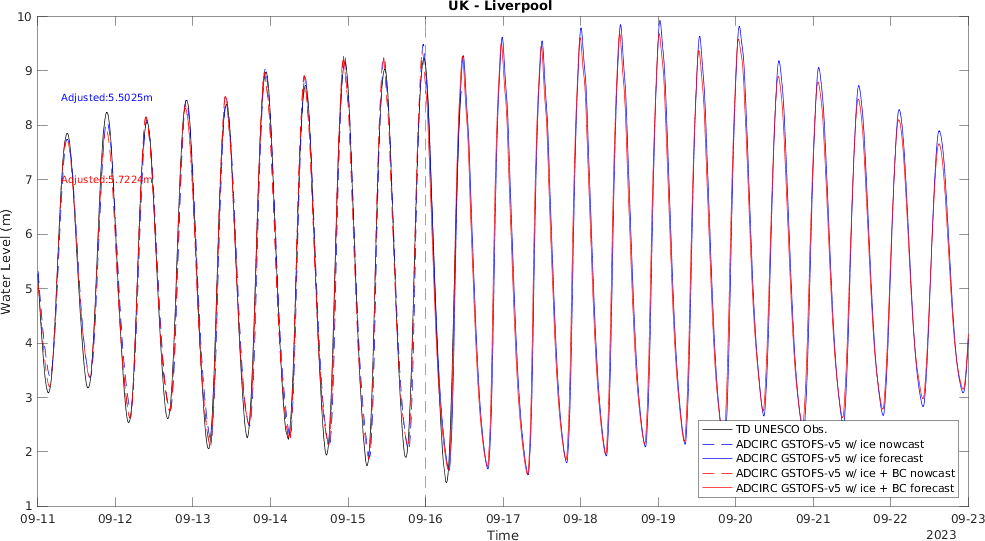 UK - Liverpool
10
9
8
7
6
5
4
3
2
1
Water Level (m)
Adjusted:5.5025m
Adjusted:5.7224m
TD UNESCO Obs.
ADCIRC GSTOFS-v5 w/ ice nowcast
ADCIRC GSTOFS-v5 w/ ice forecast
ADCIRC GSTOFS-v5 w/ ice + BC nowcast
ADCIRC GSTOFS-v5 w/ ice + BC forecast
09-11 09-12 09-13 09-14 09-15 09-16 09-17 09-18 09-19 09-20 09-21 09-22 09-23
Time
2023